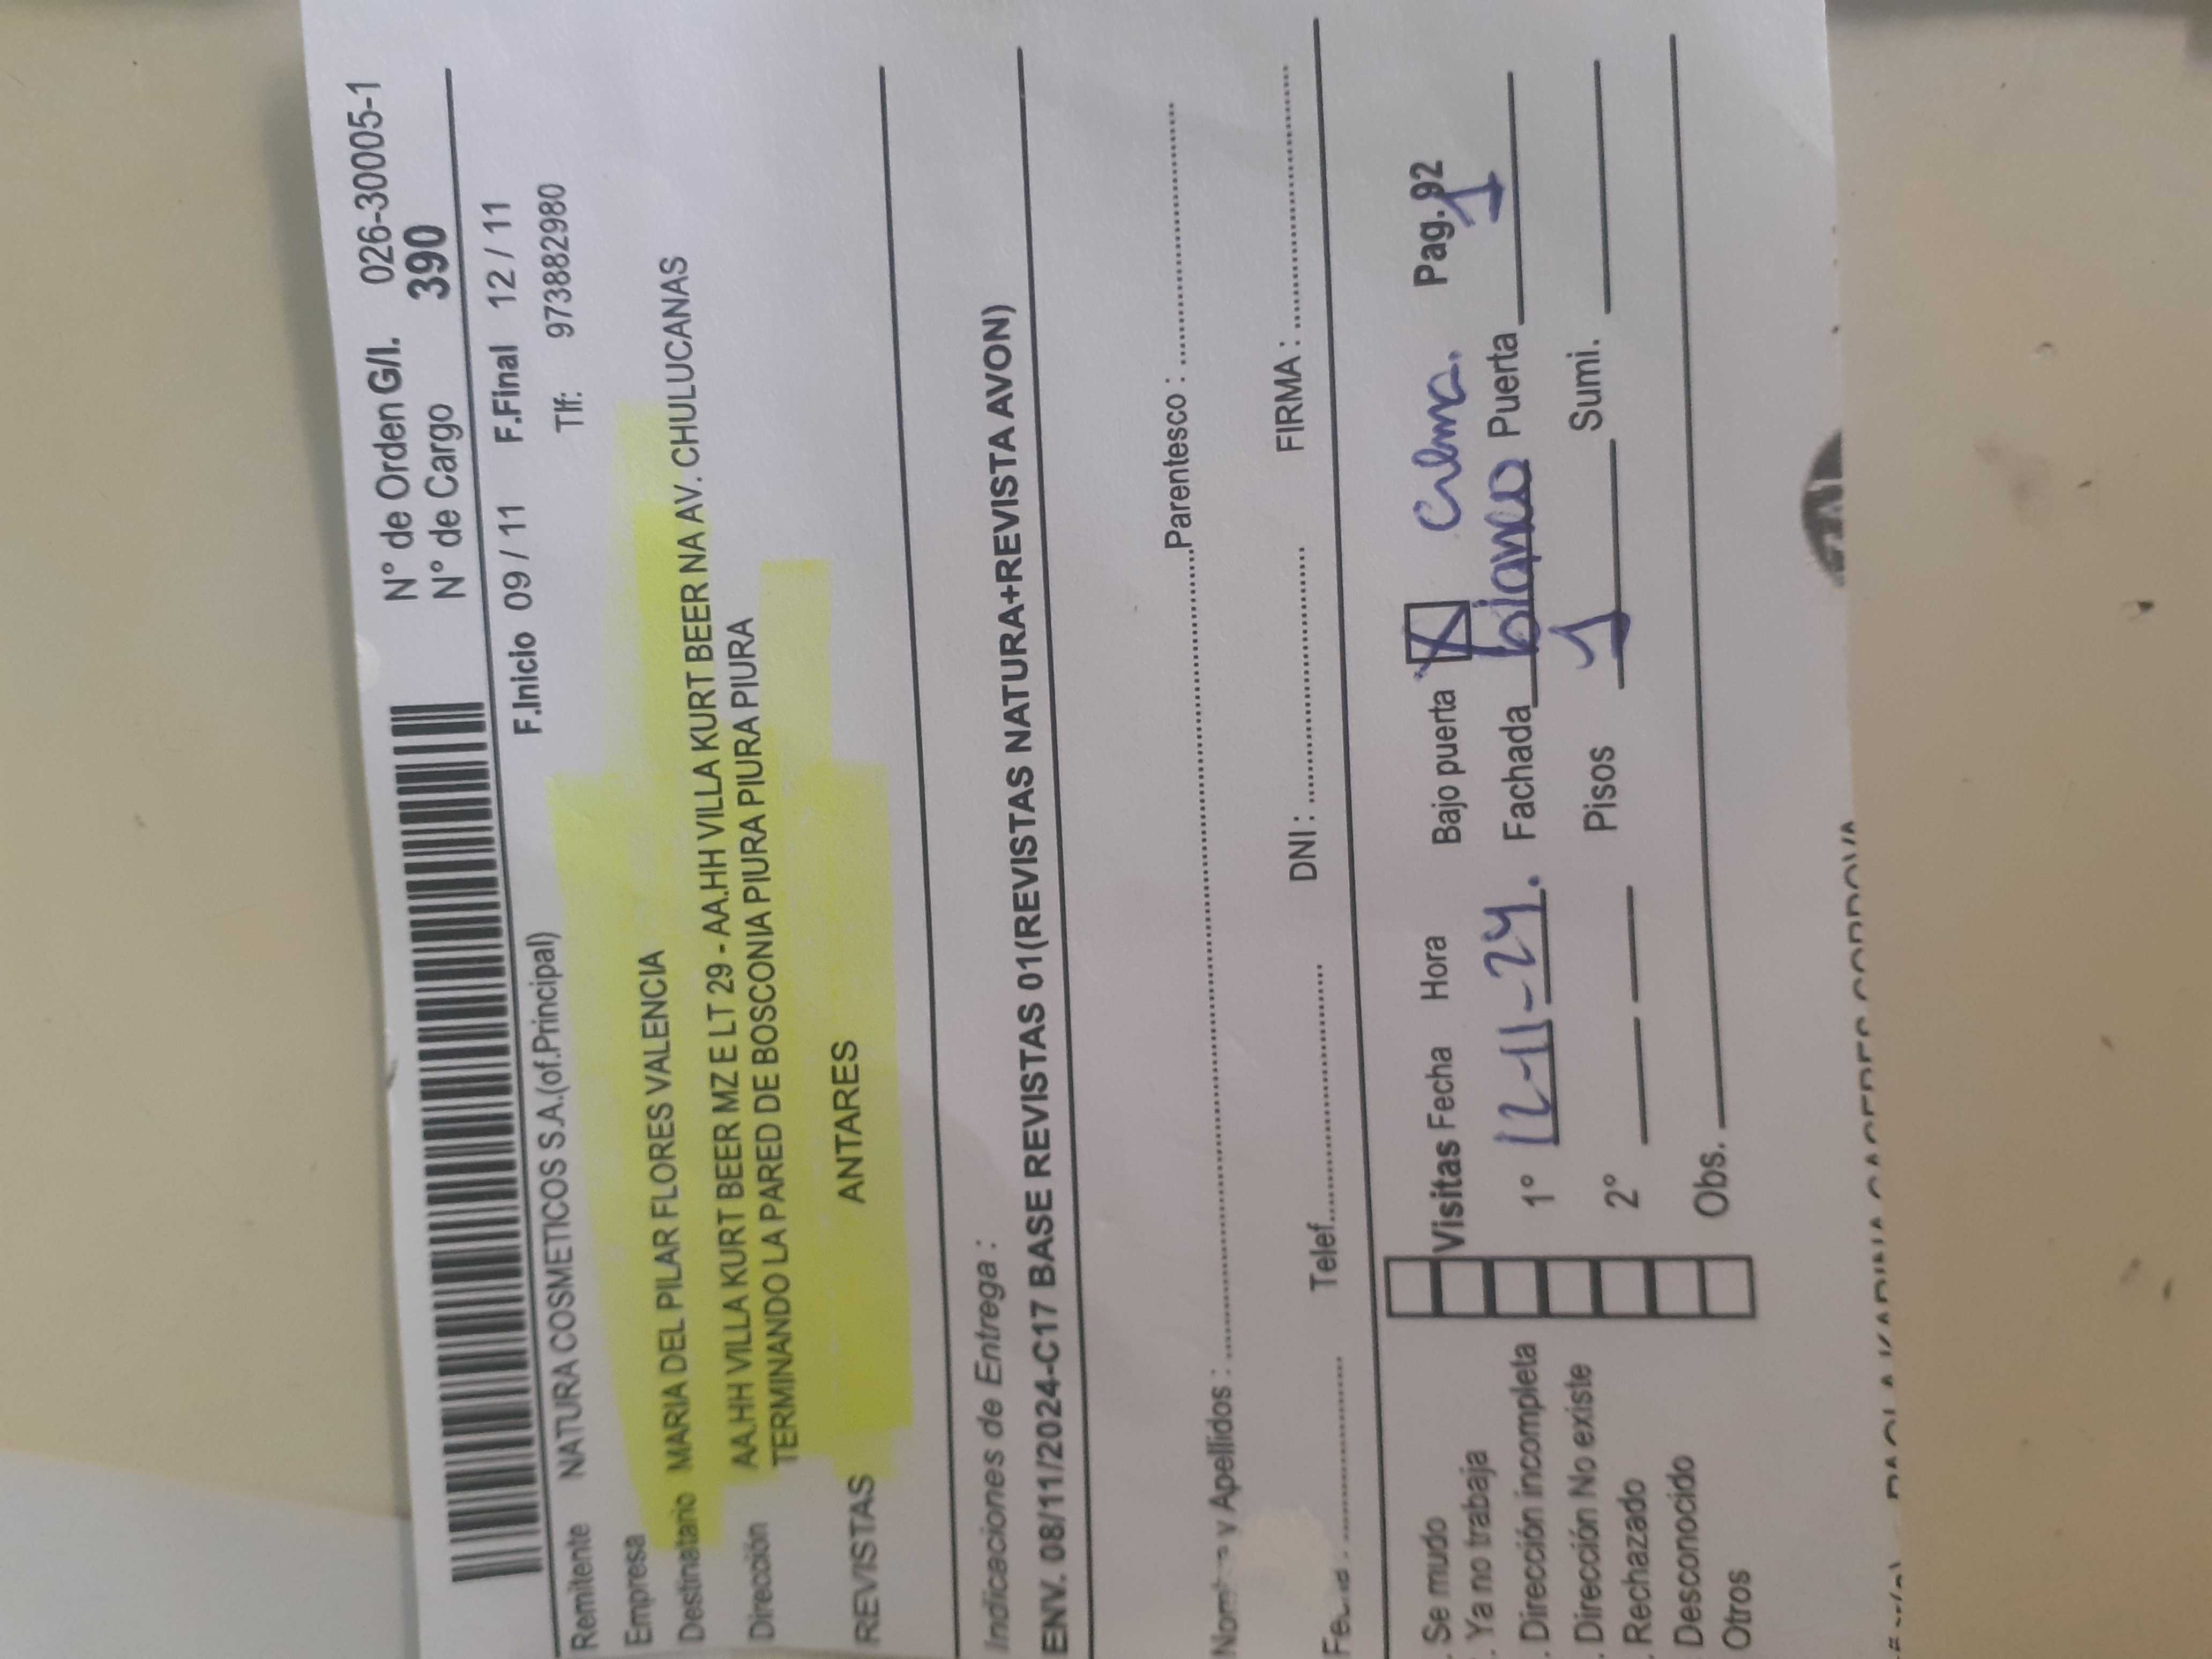 N° de Orden G/I. 026-30005-1
N° de Cargo 390
F.Inicio 09 / 11 F.Final 12 / 11
Remitente NATURA COSMETICOS S.A.(of.Principal) Tlf: 973882980
Empresa
Destinatario MARIA DEL PILAR FLORES VALENCIA
Dirección AA.HH VILLA KURT BEER MZ E LT 29 - AA.HH VILLA KURT BEER NA AV. CHULUCANAS
TERMINANDO LA PARED DE BOSCONIA PIURA PIURA PIURA
REVISTAS ANTARES
Indicaciones de Entrega :
ENV. 08/11/2024-C17 BASE REVISTAS 01(REVISTAS NATURA+REVISTA AVON)
y Apellidos : Parentesco :
Telef. DNI : FIRMA :
. Se mudo Visitas Fecha Hora Bajo puerta X Pag. 92
. Ya no trabaja
. Dirección incompleta 1° 12-11-24. Fachada blanco Puerta 1
. Dirección No existe
. Rechazado 2° Pisos 1 Sumi.
Desconocido
Otros Obs.